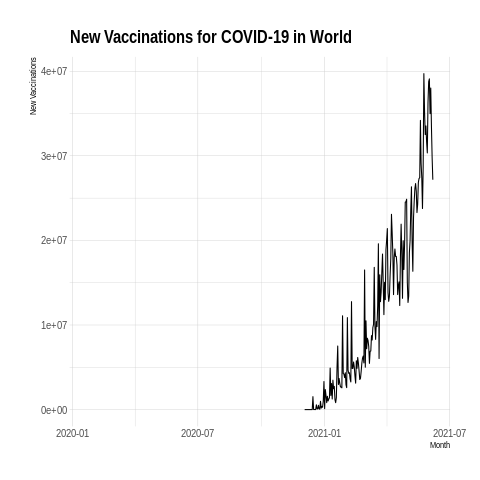 New Vaccinations for COVID-19 in World
New Vaccinations
4e+07
3e+07
2e+07
1e+07
0e+00
2020-01
2020-07
2021-01
2021-07
Month